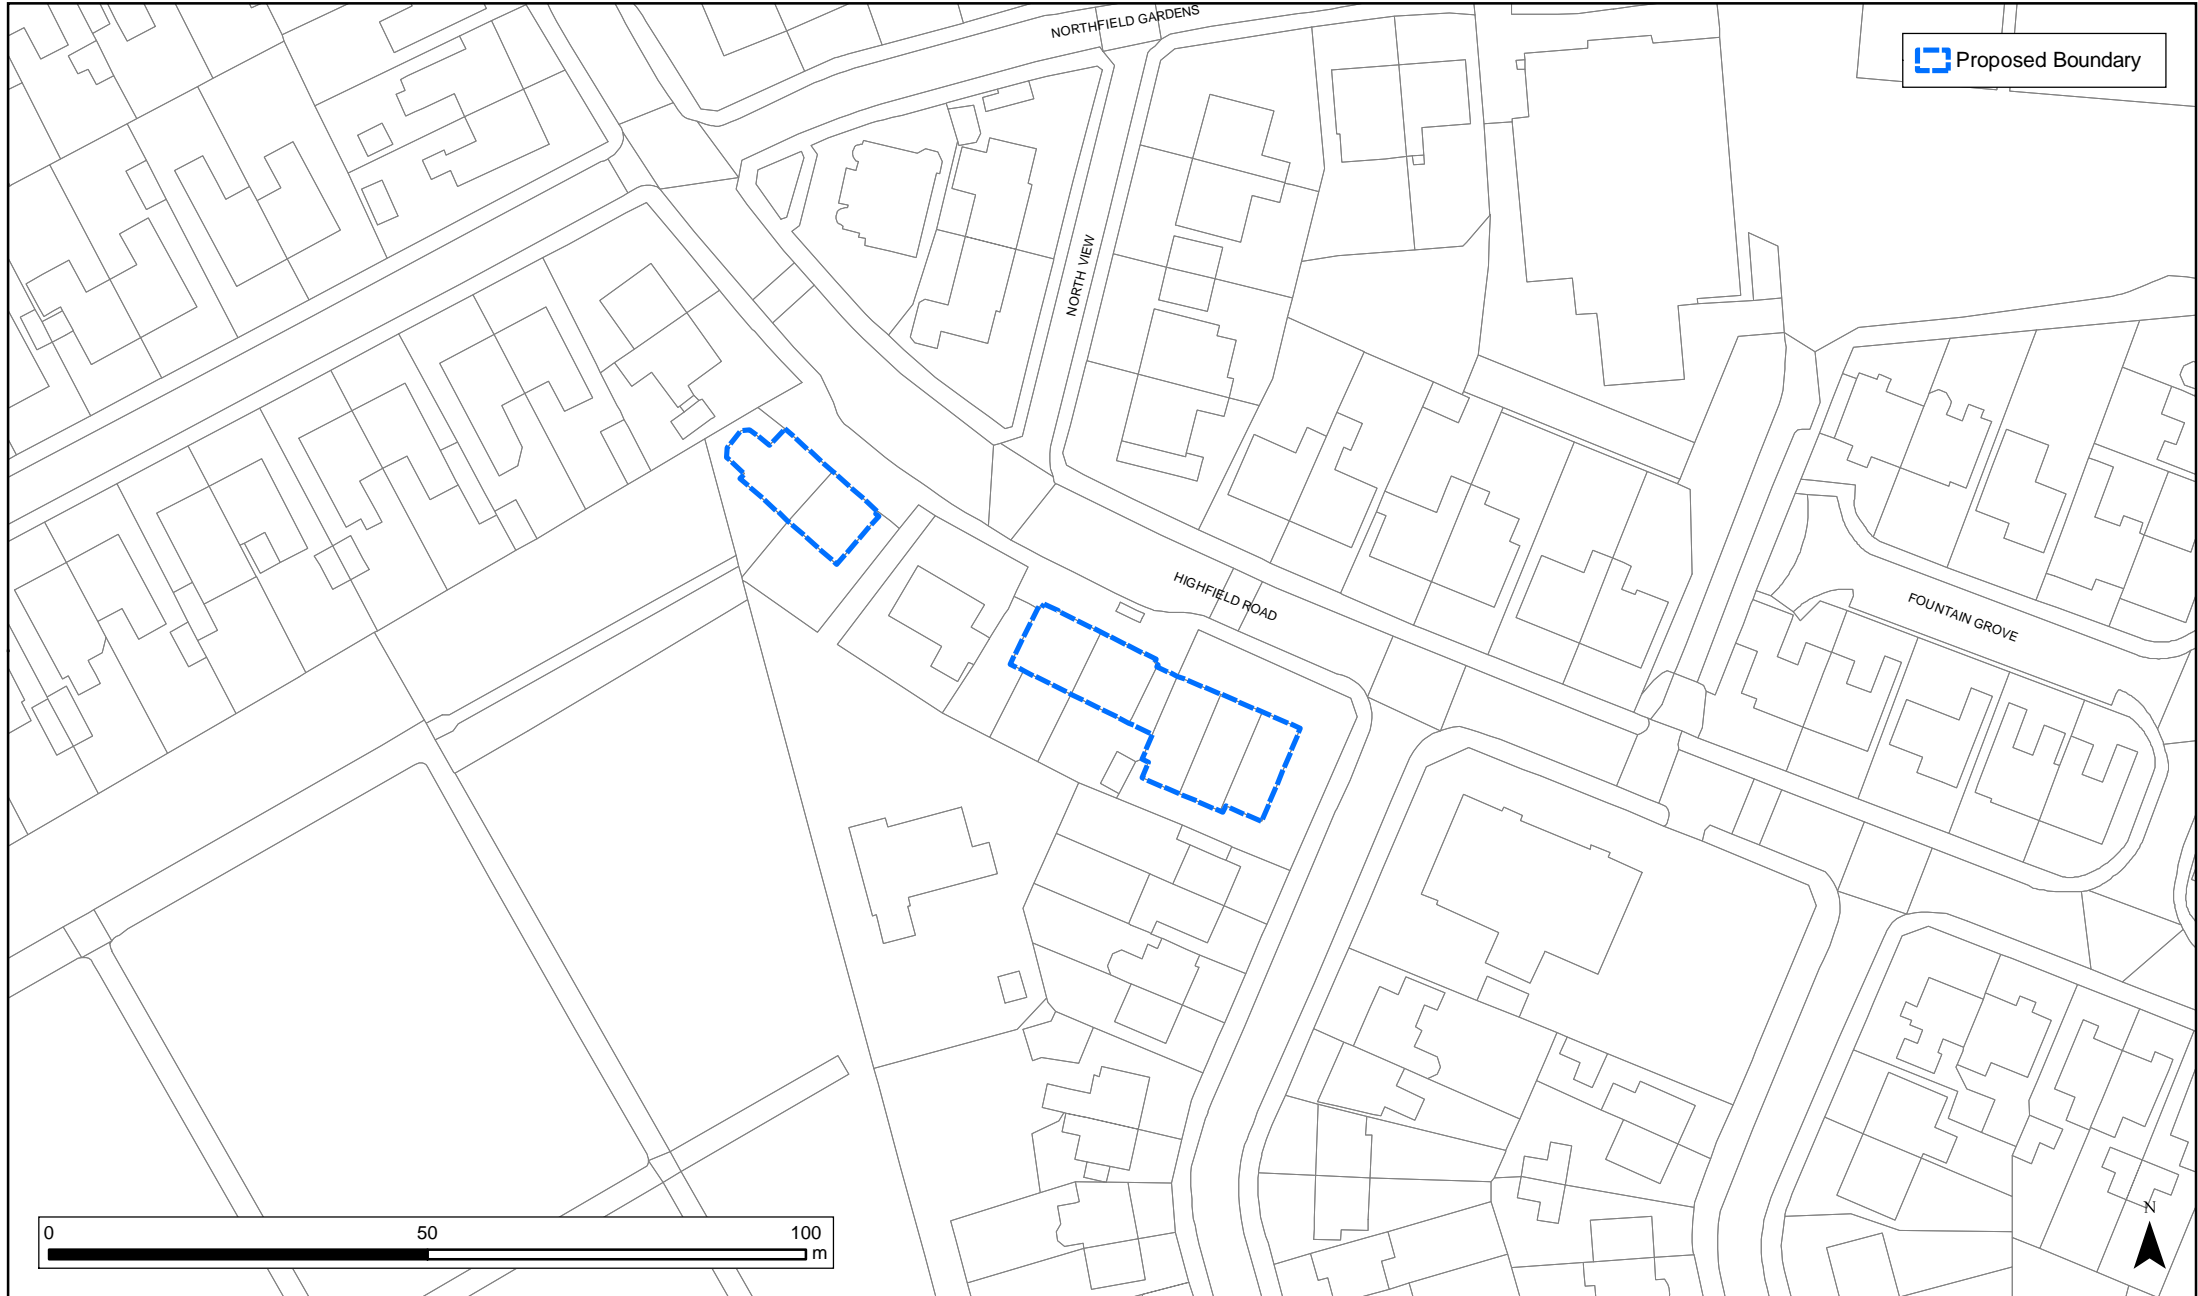 NORTHFIELD GARDENS
Proposed Boundary
NORTH VIEW
HIGHFIELD ROAD
FOUNTAIN GROVE
0 50 100
m
N